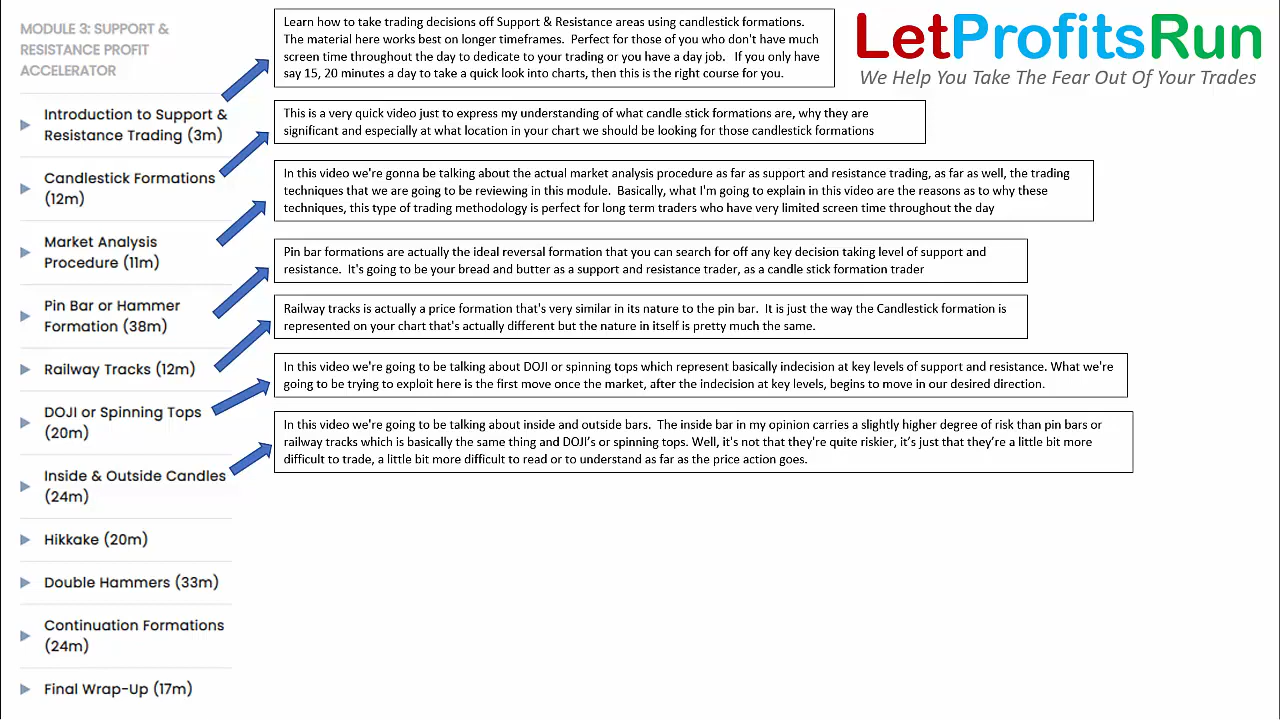 MODULE 3: SUPPORT &
RESISTANCE PROFIT
ACCELERATOR
Introduction to Support &
Resistance Trading (3m)
Candlestick Formations
(12m)
Market Analysis
Procedure (11m)
Pin Bar or Hammer
Formation (38m)
Railway Tracks (12m)
DOJI or Spinning Tops
(20m)
Inside & Outside Candles
(24m)
Hikkake (20m)
Double Hammers (33m)
Continuation Formations
(24m)
Final Wrap-Up (17m)
Learn how to take trading decisions off Support & Resistance areas using candlestick formations.
The material here works best on longer timeframes.  Perfect for those of you who don't have much
screen time throughout the day to dedicate to your trading or you have a day job.   If you only have
say 15, 20 minutes a day to take a quick look into charts, then this is the right course for you.
This is a very quick video just to express my understanding of what candle stick formations are, why they are
significant and especially at what location in your chart we should be looking for those candlestick formations
In this video we're gonna be talking about the actual market analysis procedure as far as support and resistance trading, as far as well, the trading
techniques that we are going to be reviewing in this module.  Basically, what I'm going to explain in this video are the reasons as to why these
techniques, this type of trading methodology is perfect for long term traders who have very limited screen time throughout the day
Pin bar formations are actually the ideal reversal formation that you can search for off any key decision taking level of support and
resistance.  It's going to be your bread and butter as a support and resistance trader, as a candle stick formation trader
Railway tracks is actually a price formation that's very similar in its nature to the pin bar.  It is just the way the Candlestick formation is
represented on your chart that's actually different but the nature in itself is pretty much the same.
In this video we're going to be talking about DOJI or spinning tops which represent basically indecision at key levels of support and resistance. What we're
going to be trying to exploit here is the first move once the market, after the indecision at key levels, begins to move in our desired direction.
In this video we're going to be talking about inside and outside bars.  The inside bar in my opinion carries a slightly higher degree of risk than pin bars or
railway tracks which is basically the same thing and DOJI's or spinning tops. Well, it's not that they're quite riskier, it's just that they're a little bit more
difficult to trade, a little bit more difficult to read or to understand as far as the price action goes.
LetProfitsRun
We Help You Take The Fear Out Of Your Trades